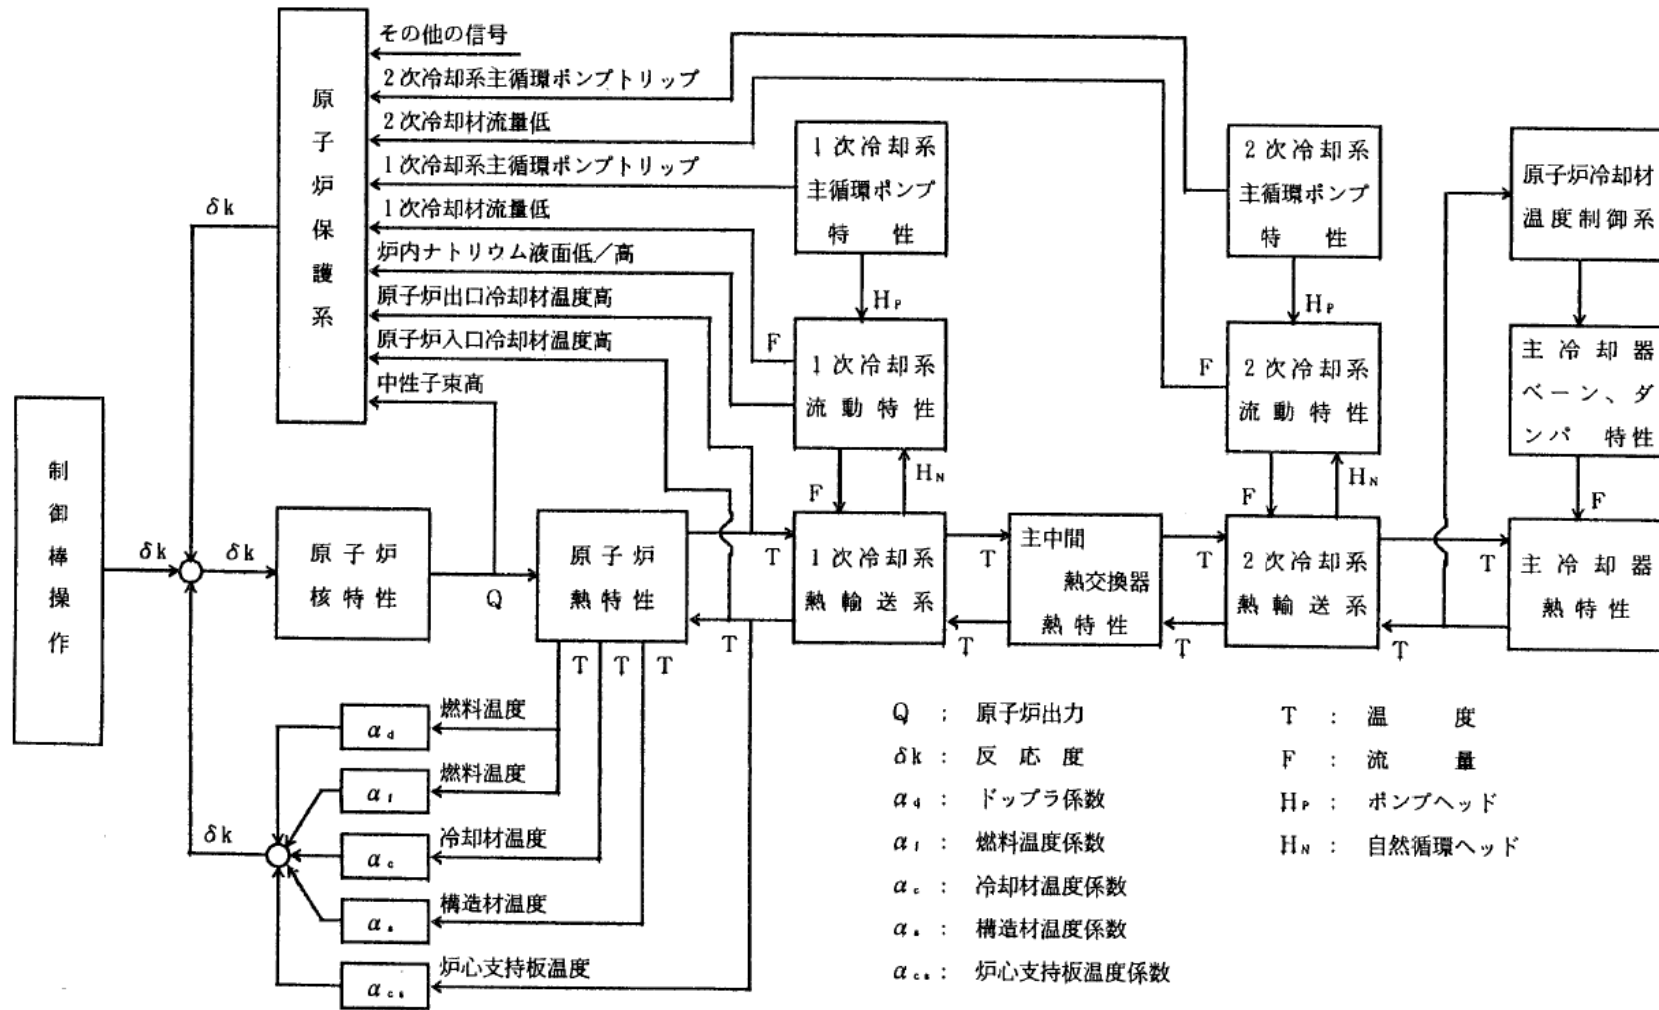 その他の信号
2次冷却系主循環ポンプトリップ
2次冷却材流量低
1次冷却系主循環ポンプトリップ
1次冷却材流量低
炉内ナトリウム液面低/高
原子炉出口冷却材温度高
原子炉入口冷却材温度高
中性子束高
原子炉保護系
δk
1次冷却系
主循環ポンプ
特性
2次冷却系
主循環ポンプ
特性
原子炉冷却材
温度制御系
HP
HP
F
1次冷却系
流動特性
F
2次冷却系
流動特性
主冷却器
ベーン、ダ
ンパ 特性
F
HN
F
HN
F
制御棒操作
δk
δk
原子炉
核特性
Q
原子炉
熱特性
T
T
1次冷却系
熱輸送系
T
T
主中間
熱交換器
熱特性
T
T
2次冷却系
熱輸送系
T
T
主冷却器
熱特性
T
T
T
燃料温度
αd
燃料温度
αf
冷却材温度
αc
構造材温度
αs
炉心支持板温度
αcs
δk
Q : 原子炉出力
δk : 反応度
αd : ドップラ係数
αf : 燃料温度係数
αc : 冷却材温度係数
αs : 構造材温度係数
αcs : 炉心支持板温度係数
T : 温度
F : 流量
HP : ポンプヘッド
HN : 自然循環ヘッド